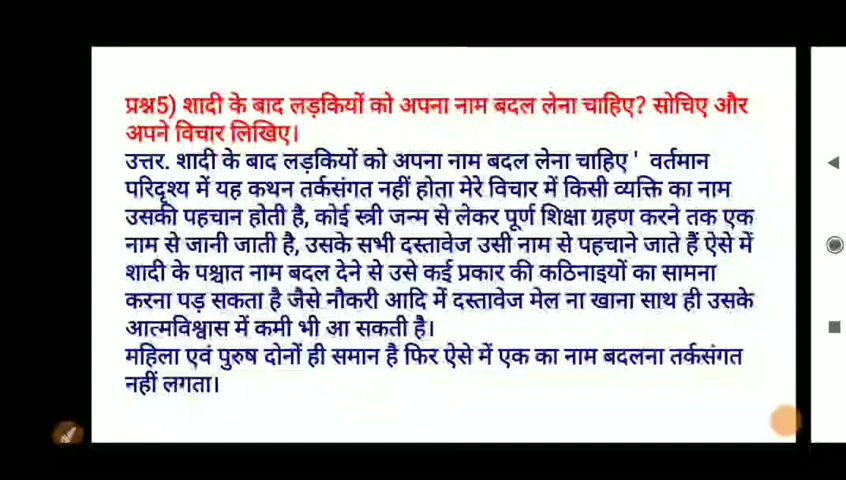 प्रश्न5) शादी के बाद लड़कियों को अपना नाम बदल लेना चाहिए? सोचिए और
अपने विचार लिखिए।
उत्तर. शादी के बाद लड़कियों को अपना नाम बदल लेना चाहिए ' वर्तमान
परिदृश्य में यह कथन तर्कसंगत नहीं होता मेरे विचार में किसी व्यक्ति का नाम
उसकी पहचान होती है, कोई स्त्री जन्म से लेकर पूर्ण शिक्षा ग्रहण करने तक एक
नाम से जानी जाती है, उसके सभी दस्तावेज उसी नाम से पहचाने जाते हैं ऐसे में
शादी के पश्चात नाम बदल देने से उसे कई प्रकार की कठिनाइयों का सामना
करना पड़ सकता है जैसे नौकरी आदि में दस्तावेज मेल ना खाना साथ ही उसके
आत्मविश्वास में कमी भी आ सकती है।
महिला एवं पुरुष दोनों ही समान है फिर ऐसे में एक का नाम बदलना तर्कसंगत
नहीं लगता।